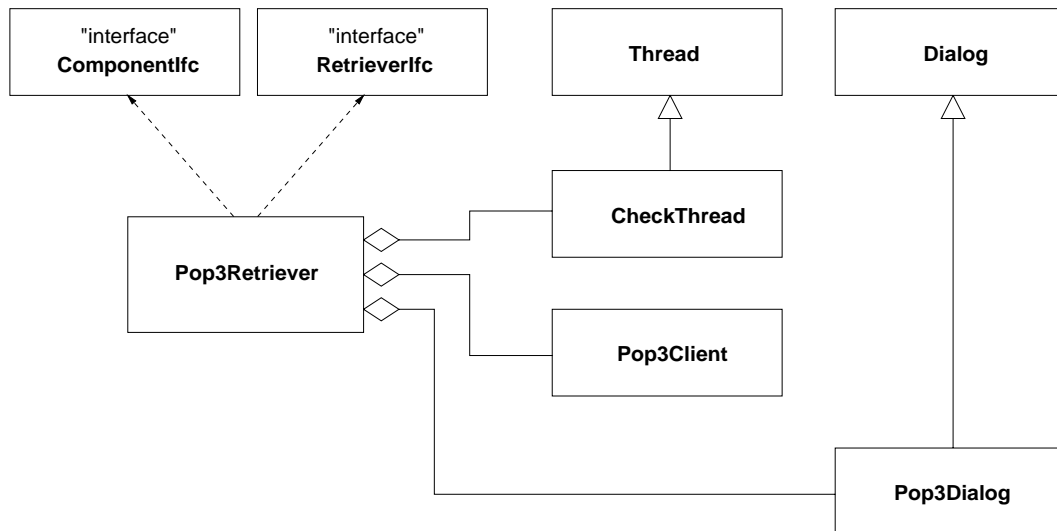 "interface"
ComponentIfc
"interface"
RetrieverIfc
Thread
Dialog
CheckThread
Pop3Retriever
Pop3Client
Pop3Dialog